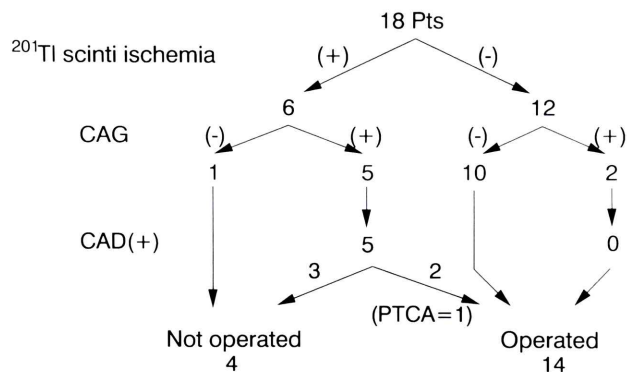 18 Pts
²⁰¹Tl scinti ischemia (+) (-)
6 12
CAG (-) (+) (-) (+)
1 5 10 2
CAD(+) 5 0
3 2
(PTCA=1)
Not operated Operated
4 14